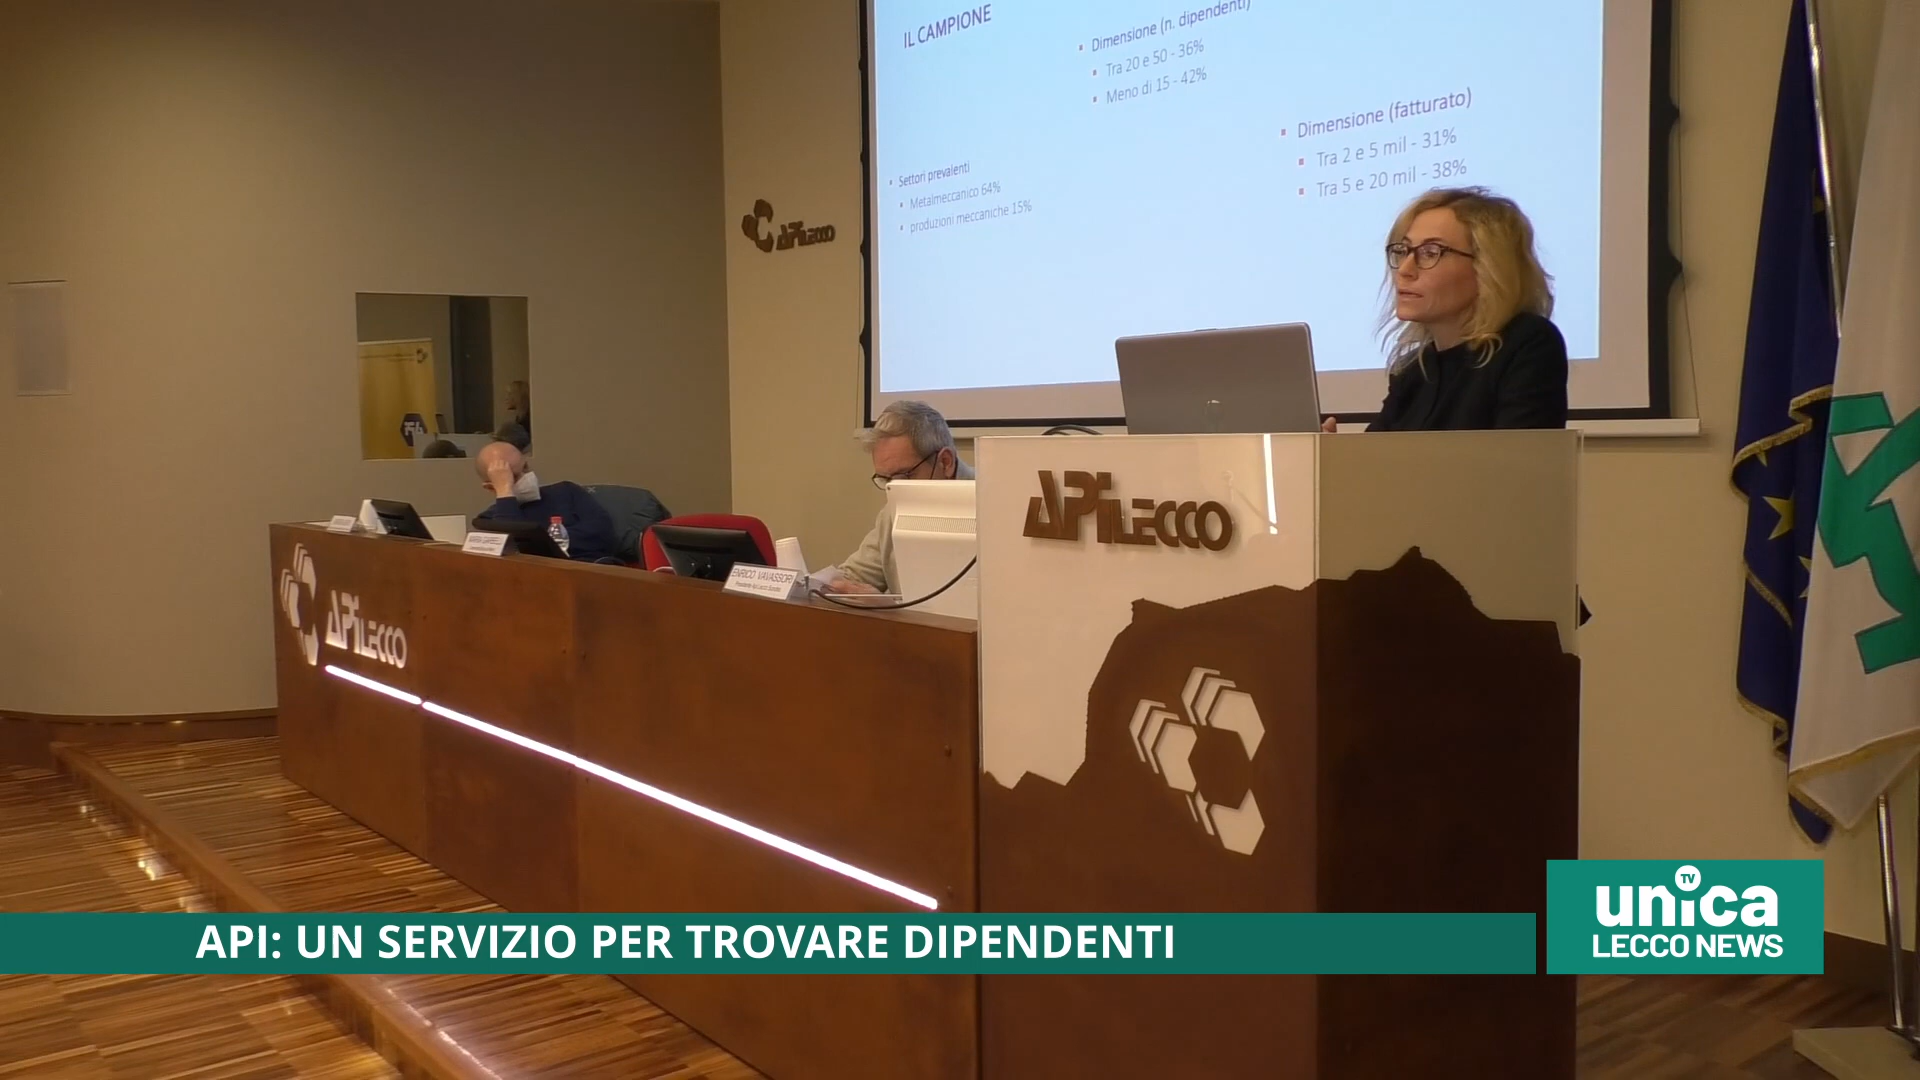 IL CAMPIONE
Dimensione (n. dipendenti)
Tra 20 e 50 - 36%
Meno di 15 - 42%
Dimensione (fatturato)
Tra 2 e 5 mil - 31%
Tra 5 e 20 mil - 38%
Settori prevalenti
Metalmeccanico 64%
produzioni meccaniche 15%
APILECCO
APILECCO
ENRICO VAVASSORI
APILECCO
API: UN SERVIZIO PER TROVARE DIPENDENTI
unica TV
LECCO NEWS